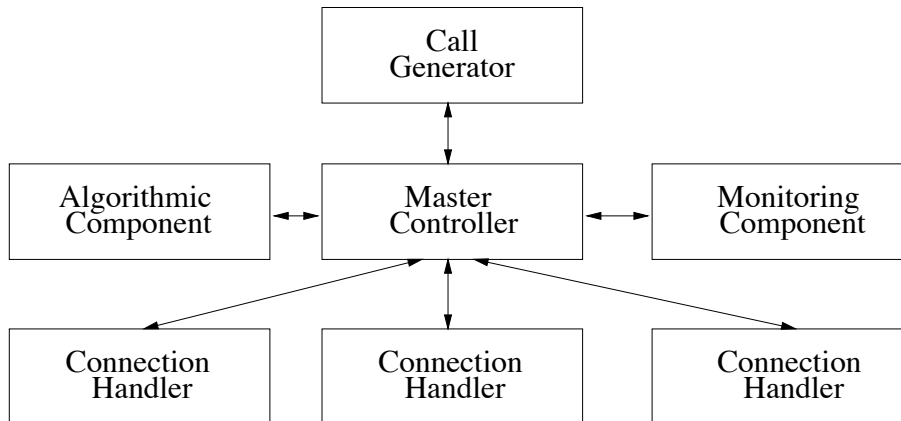 Call
Generator
Algorithmic
Component
Master
Controller
Monitoring
Component
Connection
Handler
Connection
Handler
Connection
Handler